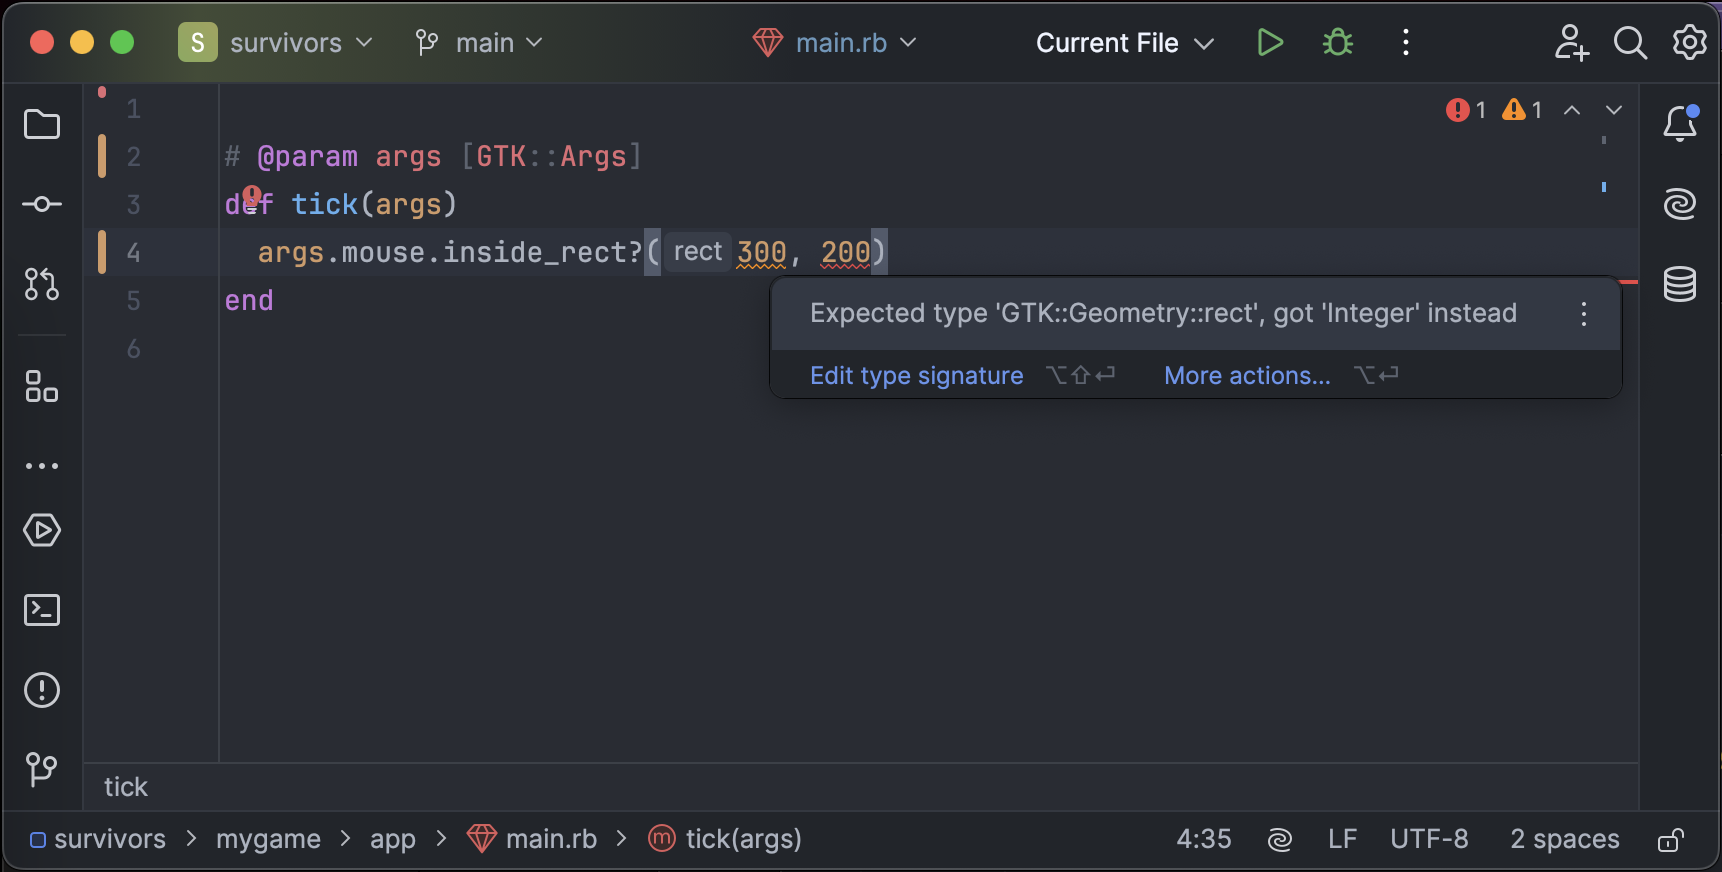 S survivors main main.rb Current File
1 1 1
2 # @param args [GTK::Args]
3 def tick(args)
4 args.mouse.inside_rect?( rect 300, 200)
5 end
Expected type 'GTK::Geometry::rect', got 'Integer' instead
6
Edit type signature ⌥⇧↩ More actions... ⌥↩
tick
survivors > mygame > app > main.rb > m tick(args) 4:35 LF UTF-8 2 spaces